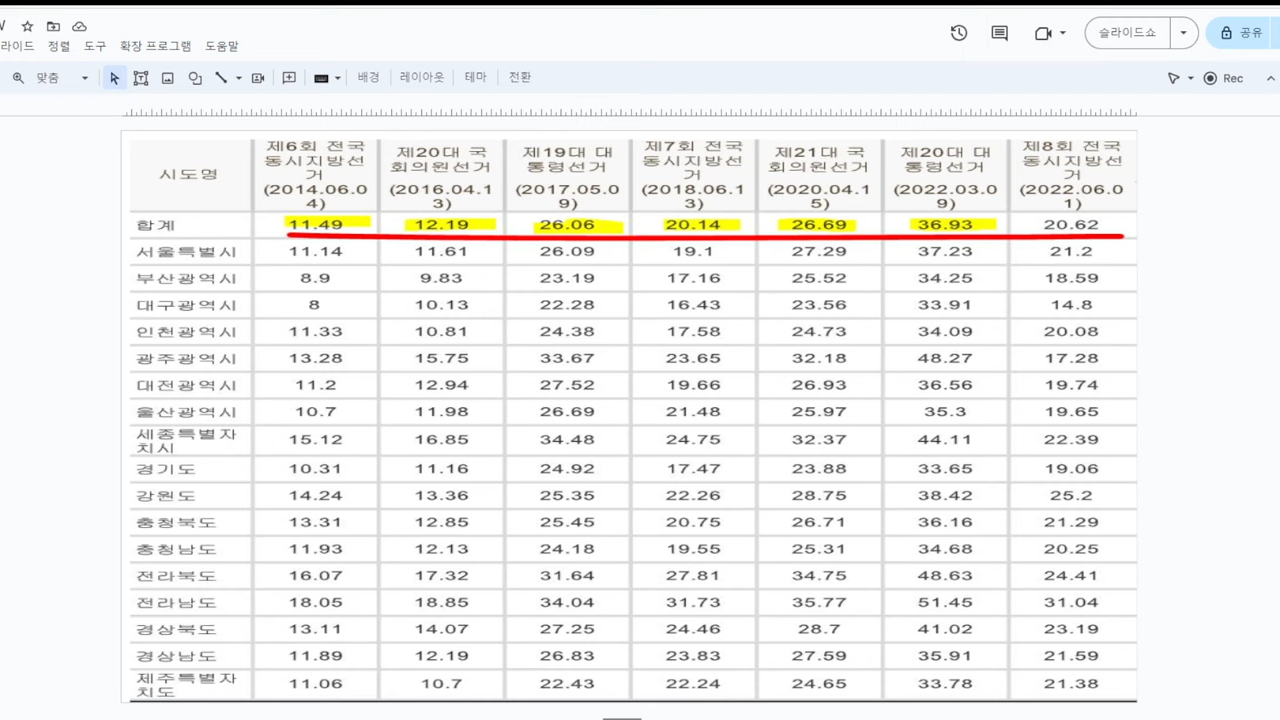 라이드 정렬 도구 확장 프로그램 도움말
슬라이드쇼
공유
맞춤
배경 레이아웃 테마 전환
Rec
시도명 제6회 전국동시지방선거(2014.06.04) 제20대 국회의원선거(2016.04.13) 제19대 대통령선거(2017.05.09) 제7회 전국동시지방선거(2018.06.13) 제21대 국회의원선거(2020.04.15) 제20대 대통령선거(2022.03.09) 제8회 전국동시지방선거(2022.06.01)
합계 11.49 12.19 26.06 20.14 26.69 36.93 20.62
서울특별시 11.14 11.61 26.09 19.1 27.29 37.23 21.2
부산광역시 8.9 9.83 23.19 17.16 25.52 34.25 18.59
대구광역시 8 10.13 22.28 16.43 23.56 33.91 14.8
인천광역시 11.33 10.81 24.38 17.58 24.73 34.09 20.08
광주광역시 13.28 15.75 33.67 23.65 32.18 48.27 17.28
대전광역시 11.2 12.94 27.52 19.66 26.93 36.56 19.74
울산광역시 10.7 11.98 26.69 21.48 25.97 35.3 19.65
세종특별자치시 15.12 16.85 34.48 24.75 32.37 44.11 22.39
경기도 10.31 11.16 24.92 17.47 23.88 33.65 19.06
강원도 14.24 13.36 25.35 22.26 28.75 38.42 25.2
충청북도 13.31 12.85 25.45 20.75 26.71 36.16 21.29
충청남도 11.93 12.13 24.18 19.55 25.31 34.68 20.25
전라북도 16.07 17.32 31.64 27.81 34.75 48.63 24.41
전라남도 18.05 18.85 34.04 31.73 35.77 51.45 31.04
경상북도 13.11 14.07 27.25 24.46 28.7 41.02 23.19
경상남도 11.89 12.19 26.83 23.83 27.59 35.91 21.59
제주특별자치도 11.06 10.7 22.43 22.24 24.65 33.78 21.38